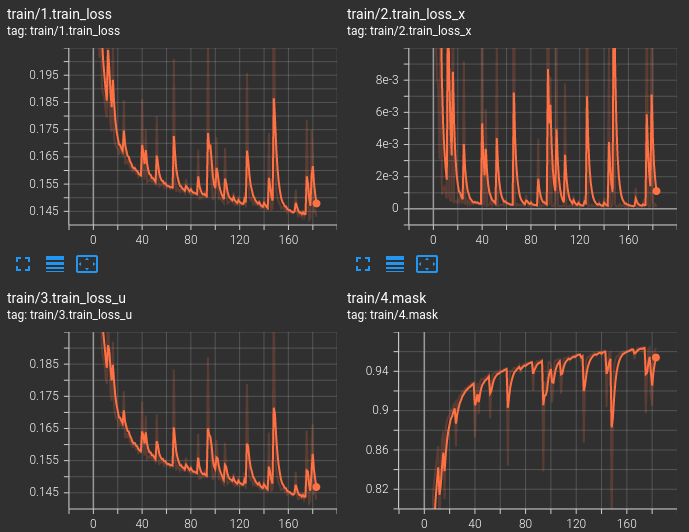 train/1.train_loss
tag: train/1.train_loss
0.195
0.185
0.175
0.165
0.155
0.145
0 40 80 120 160
train/2.train_loss_x
tag: train/2.train_loss_x
8e-3
6e-3
4e-3
2e-3
0
0 40 80 120 160
train/3.train_loss_u
tag: train/3.train_loss_u
0.185
0.175
0.165
0.155
0.145
0 40 80 120 160
train/4.mask
tag: train/4.mask
0.94
0.9
0.86
0.82
0 40 80 120 160